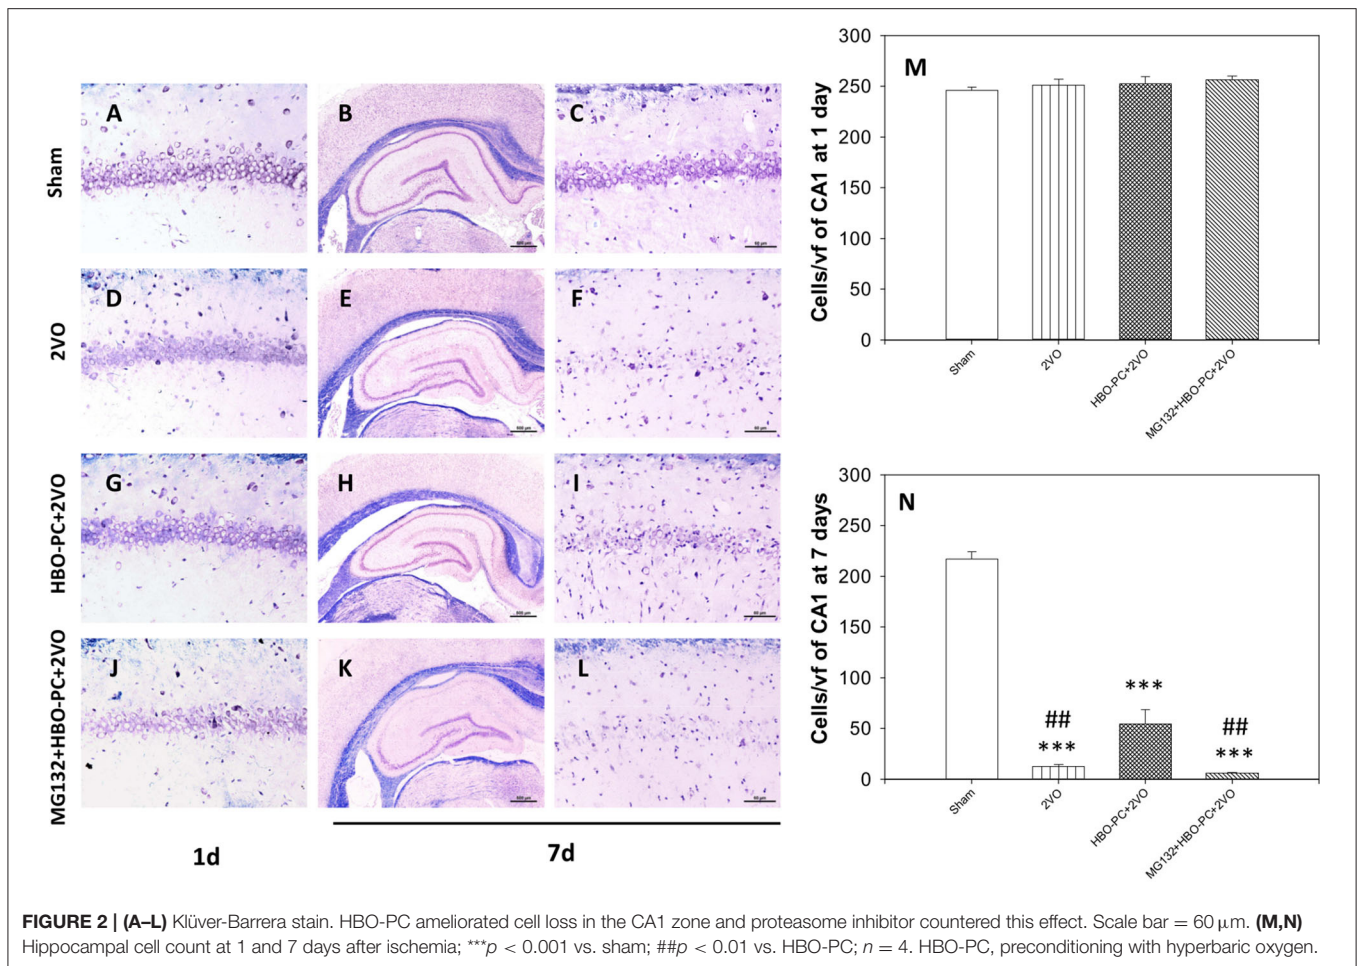 Sham
A
B
C
2VO
D
E
F
HBO-PC+2VO
G
H
I
MG132+HBO-PC+2VO
J
K
L
1d
7d
M
Cells/vf of CA1 at 1 day
300
250
200
150
100
50
0
Sham
2VO
HBO-PC+2VO
MG132+HBO-PC+2VO
N
Cells/vf of CA1 at 7 days
300
250
200
150
100
50
0
##
***
***
##
***
Sham
2VO
HBO-PC+2VO
MG132+HBO-PC+2VO
FIGURE 2 | (A–L) Klüver-Barrera stain. HBO-PC ameliorated cell loss in the CA1 zone and proteasome inhibitor countered this effect. Scale bar = 60 μm. (M,N)
Hippocampal cell count at 1 and 7 days after ischemia; ***p < 0.001 vs. sham; ##p < 0.01 vs. HBO-PC; n = 4. HBO-PC, preconditioning with hyperbaric oxygen.